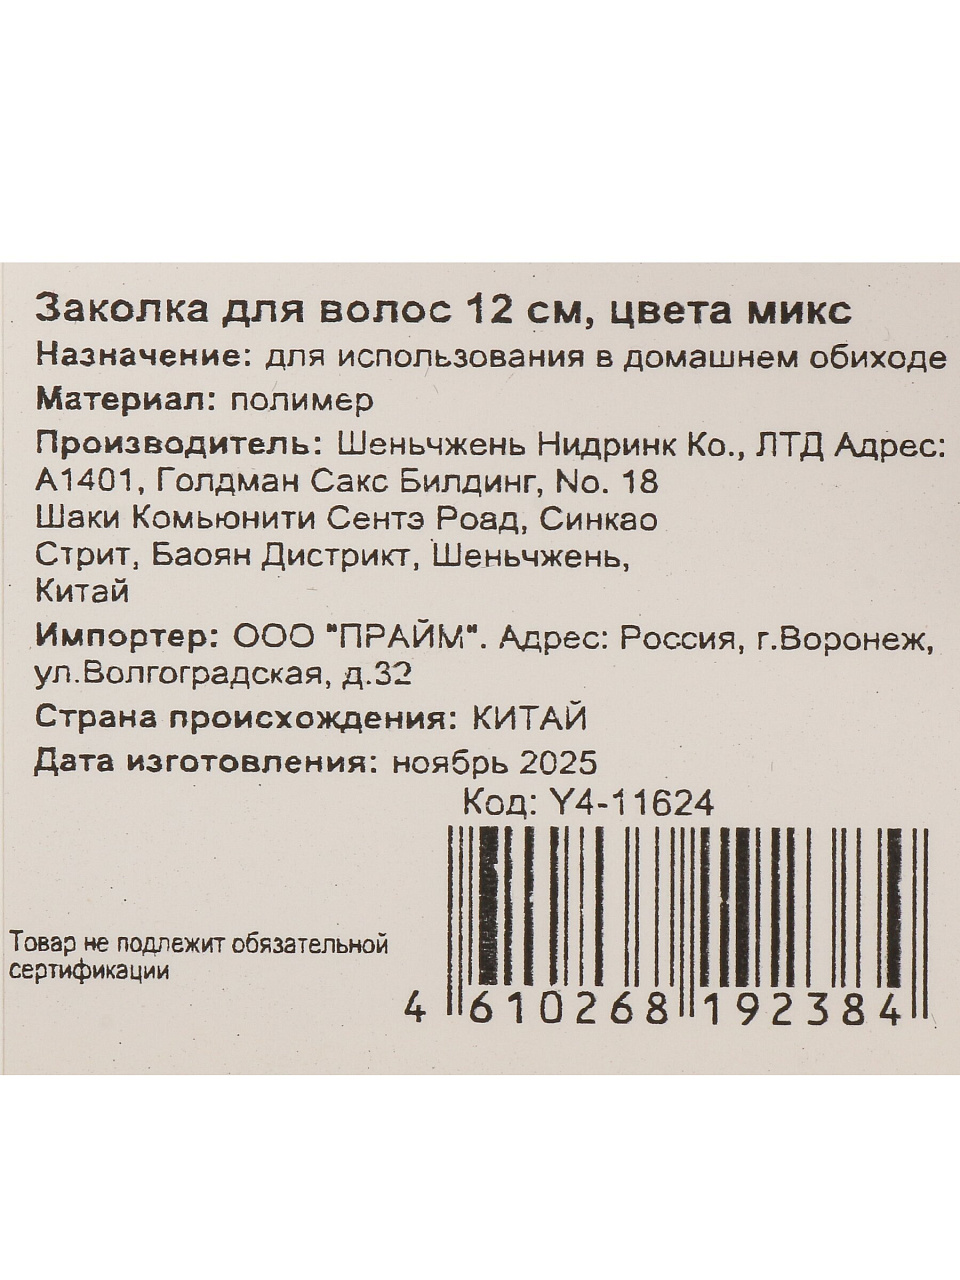 Заколка для волос 12 см, цвета микс
Назначение: для использования в домашнем обиходе
Материал: полимер
Производитель: Шеньчжень Нидринк Ко., ЛТД Адрес:
А1401, Голдман Сакс Билдинг, No. 18
Шаки Комьюнити Сентэ Роад, Синкао
Стрит, Баоян Дистрикт, Шеньчжень,
Китай
Импортер: ООО "ПРАЙМ". Адрес: Россия, г.Воронеж,
ул.Волгоградская, д.32
Страна происхождения: КИТАЙ
Дата изготовления: ноябрь 2025
Код: Y4-11624
Товар не подлежит обязательной
сертификации
4 610268 192384